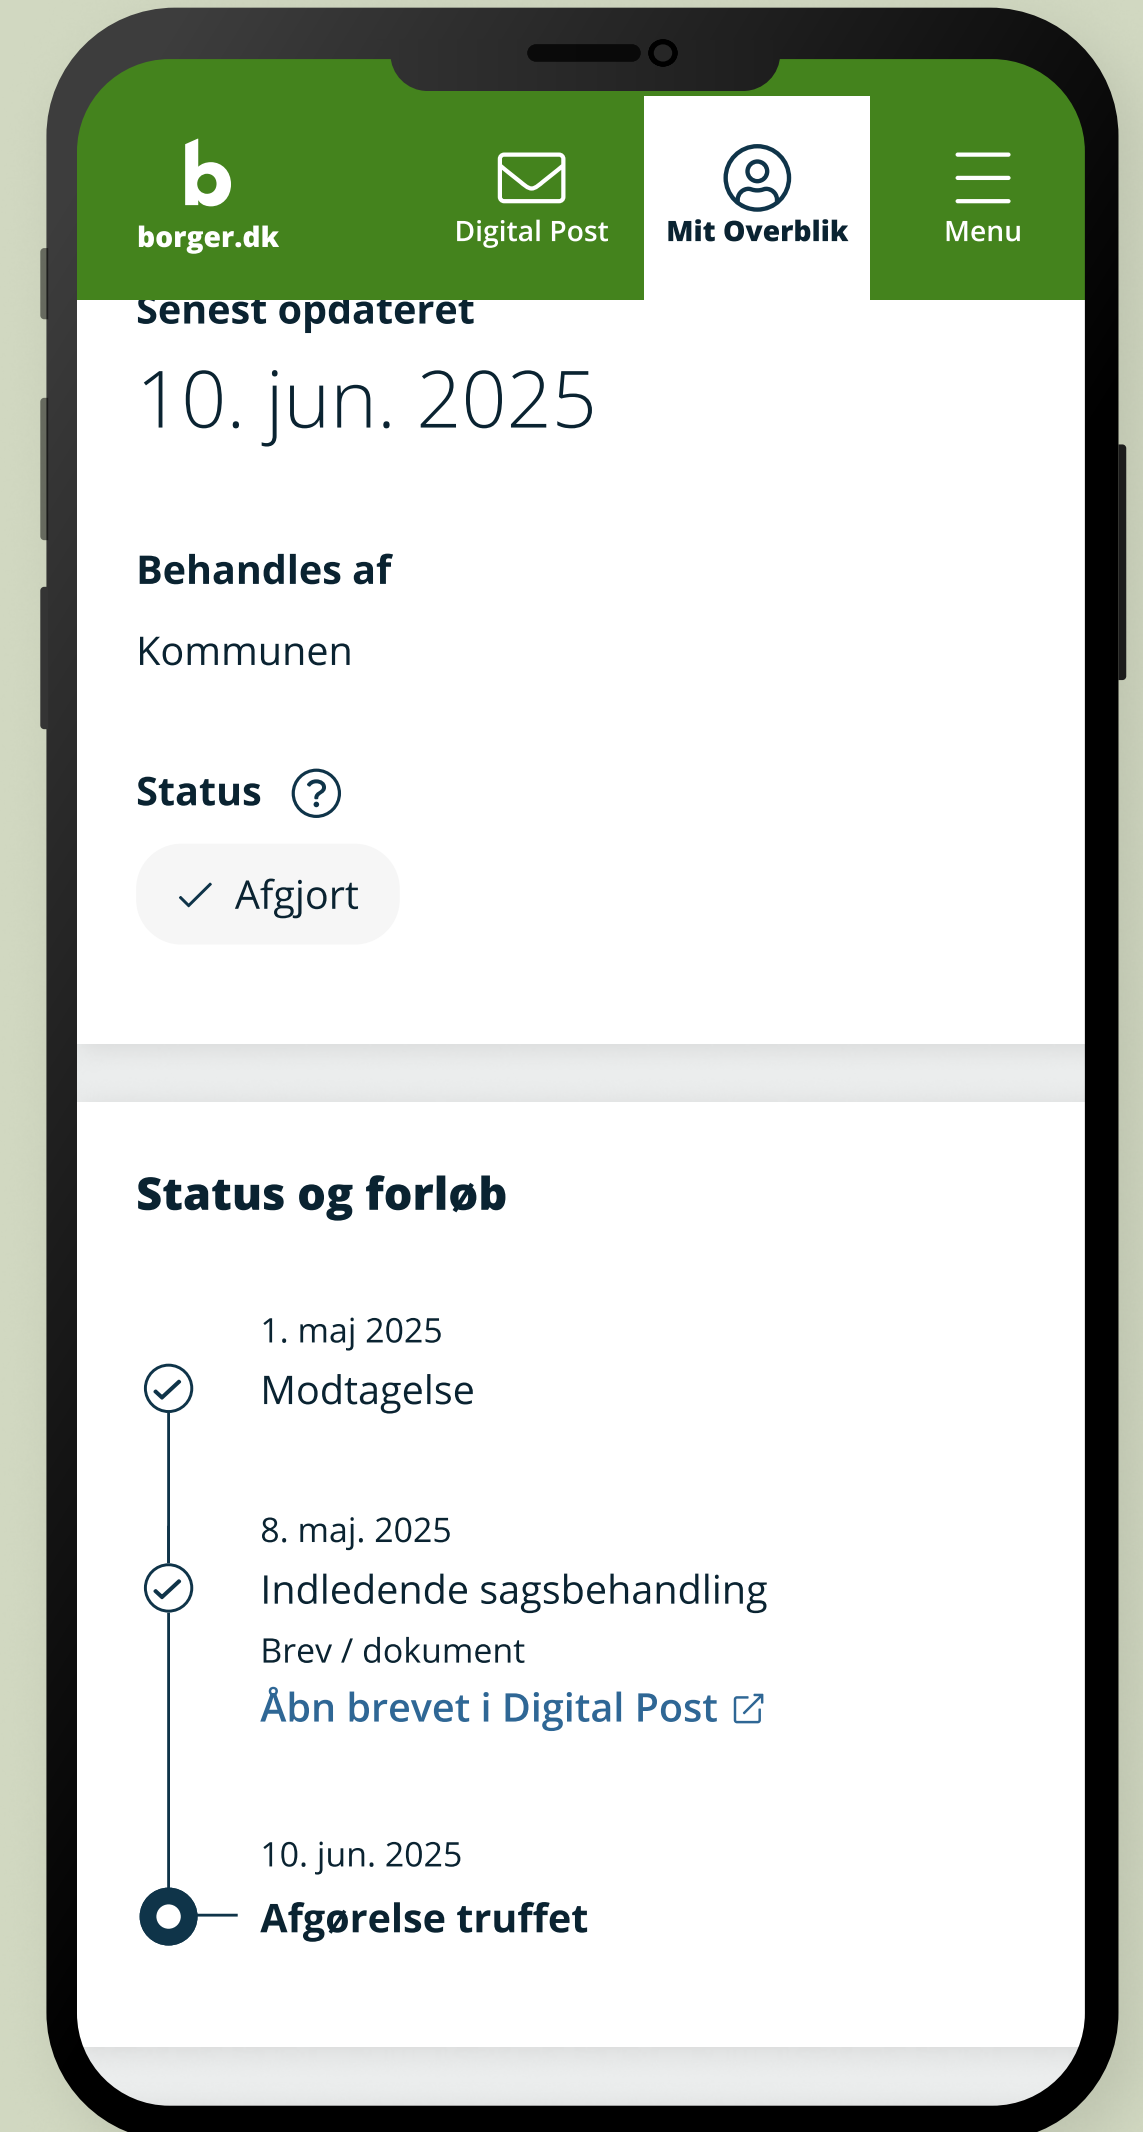 b
borger.dk
Digital Post
Mit Overblik
Menu
Senest opdateret
10. jun. 2025
Behandles af
Kommunen
Status ?
Afgjort
Status og forløb
1. maj 2025
Modtagelse
8. maj. 2025
Indledende sagsbehandling
Brev / dokument
Åbn brevet i Digital Post
10. jun. 2025
Afgørelse truffet